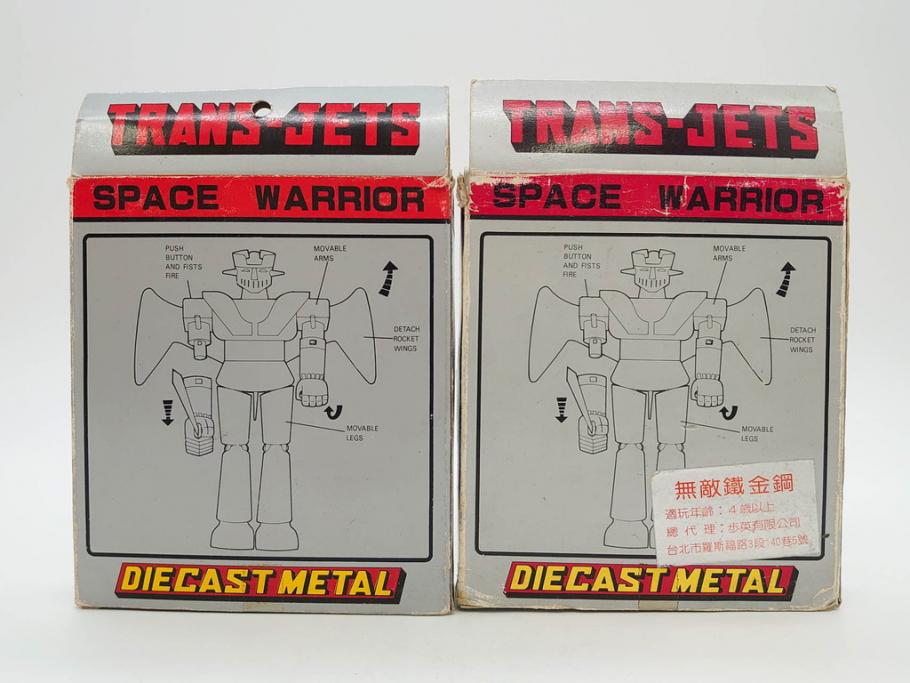 TRANS-JETS
SPACE WARRIOR
PUSH
BUTTON
AND FISTS
FIRE
MOVABLE
ARMS
DETACH
ROCKET
WINGS
MOVABLE
LEGS
DIECAST METAL
TRANS-JETS
SPACE WARRIOR
PUSH
BUTTON
AND FISTS
FIRE
MOVABLE
ARMS
DETACH
ROCKET
WINGS
MOVABLE
LEGS
無敵鐵金鋼
適玩年齡：4歲以上
總代理：步英有限公司
台北市羅斯福路3段140巷5號
DIECAST METAL